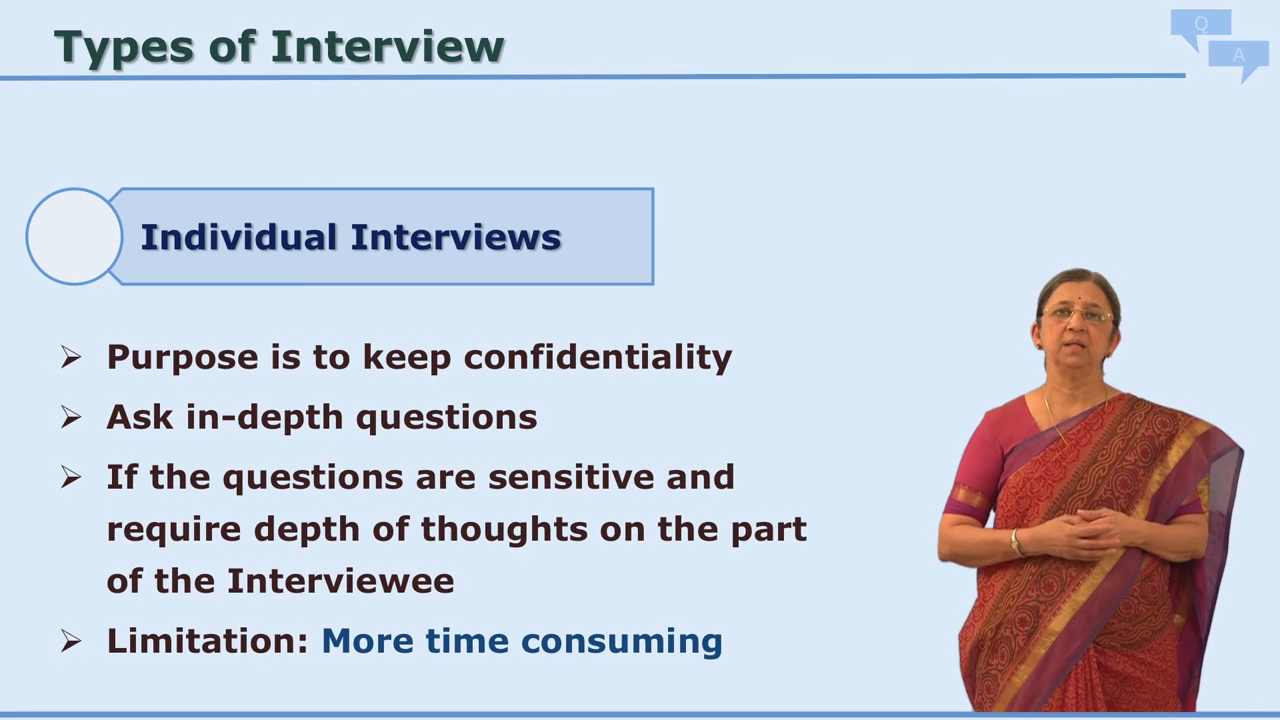 Types of Interview
Q
A
Individual Interviews
Purpose is to keep confidentiality
Ask in-depth questions
If the questions are sensitive and
require depth of thoughts on the part
of the Interviewee
Limitation: More time consuming